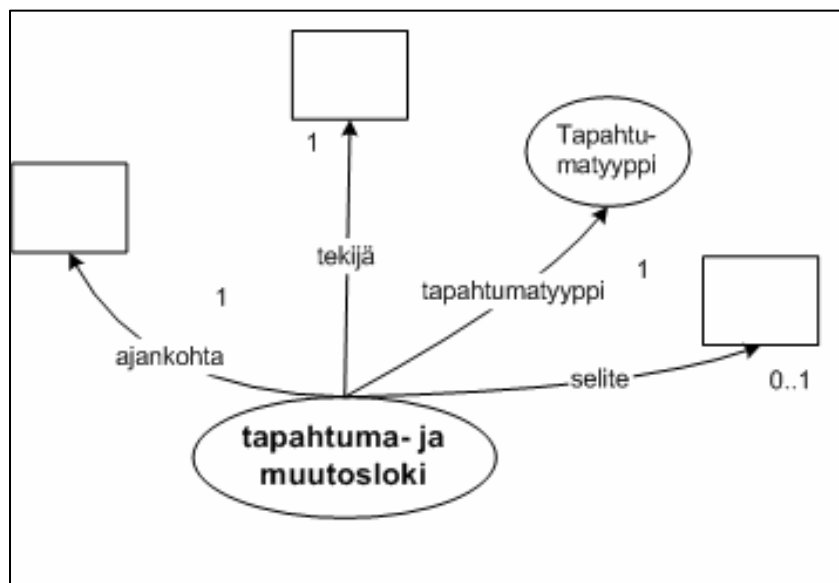 1
Tapahtu-
matyyppi
tekijä
1
tapahtumatyyppi
1
ajankohta
selite
0..1
tapahtuma- ja
muutosloki